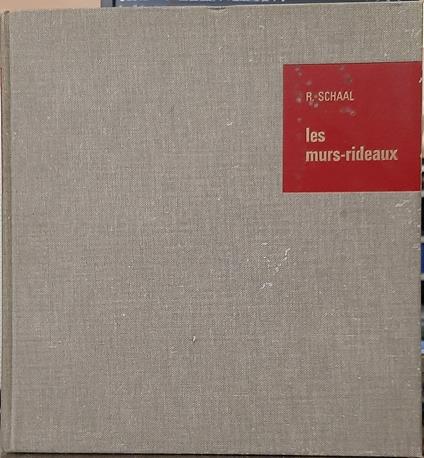 R. SCHAAL
les
murs-rideaux